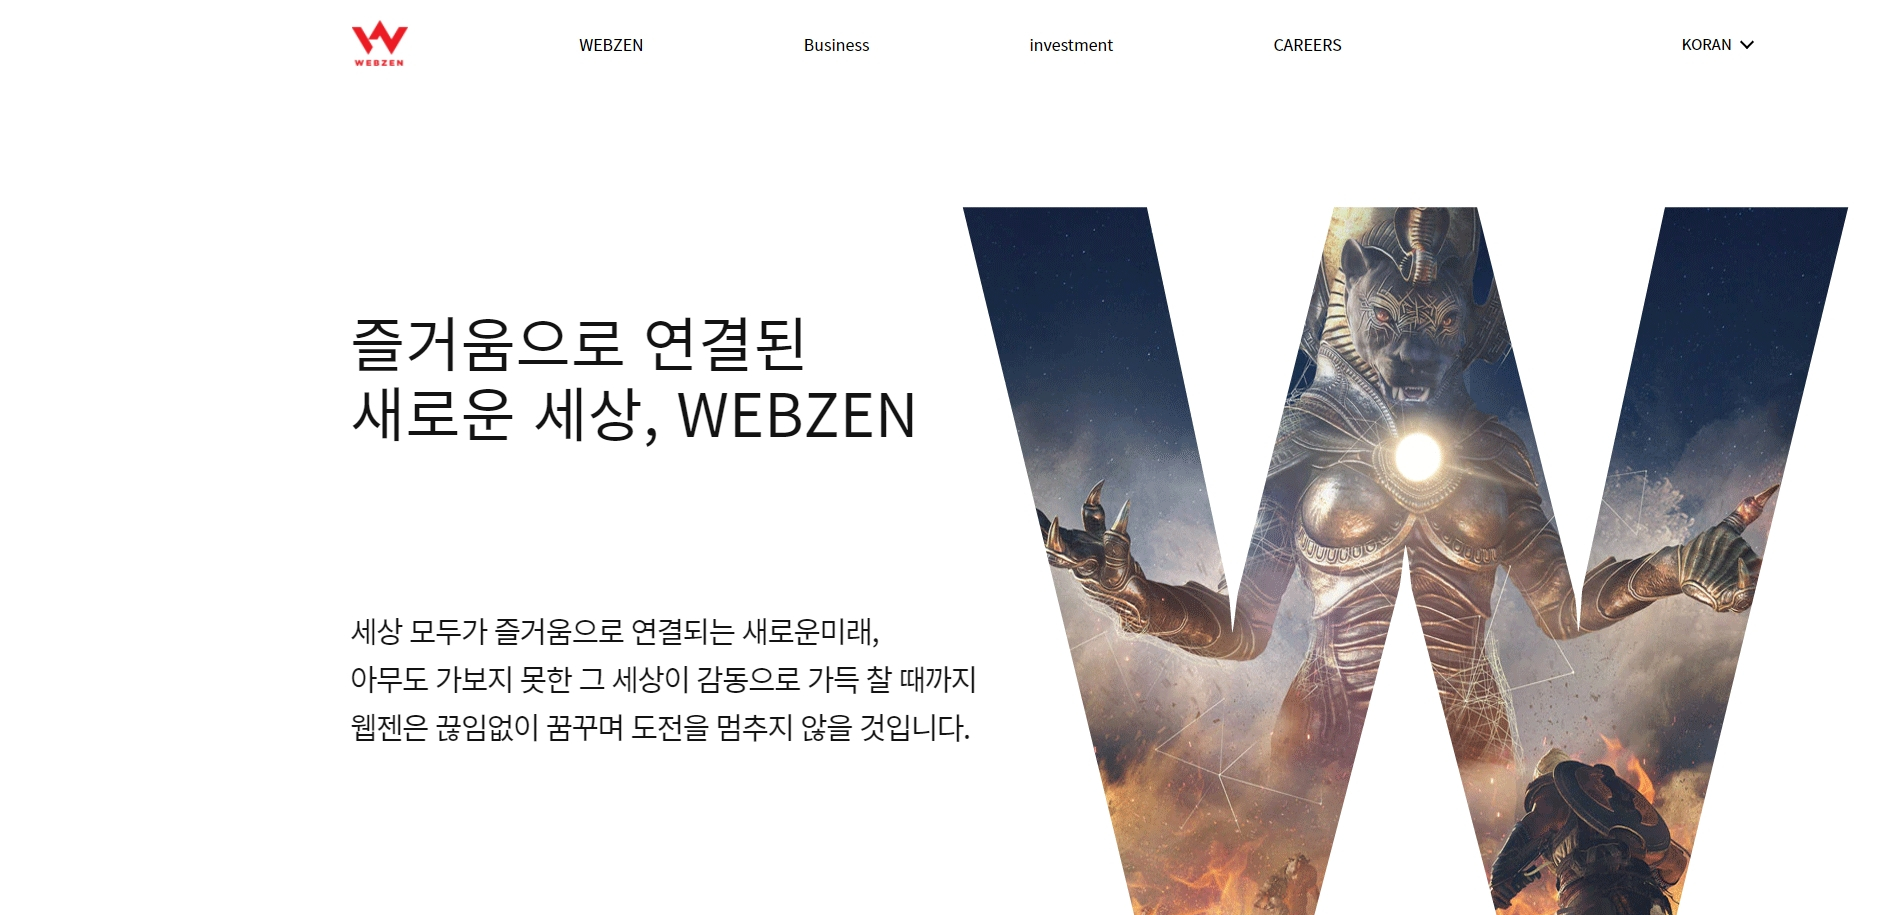 WEBZEN
WEBZEN
Business
investment
CAREERS
KORAN
즐거움으로 연결된
새로운 세상, WEBZEN
세상 모두가 즐거움으로 연결되는 새로운미래,
아무도 가보지 못한 그 세상이 감동으로 가득 찰 때까지
웹젠은 끊임없이 꿈꾸며 도전을 멈추지 않을 것입니다.